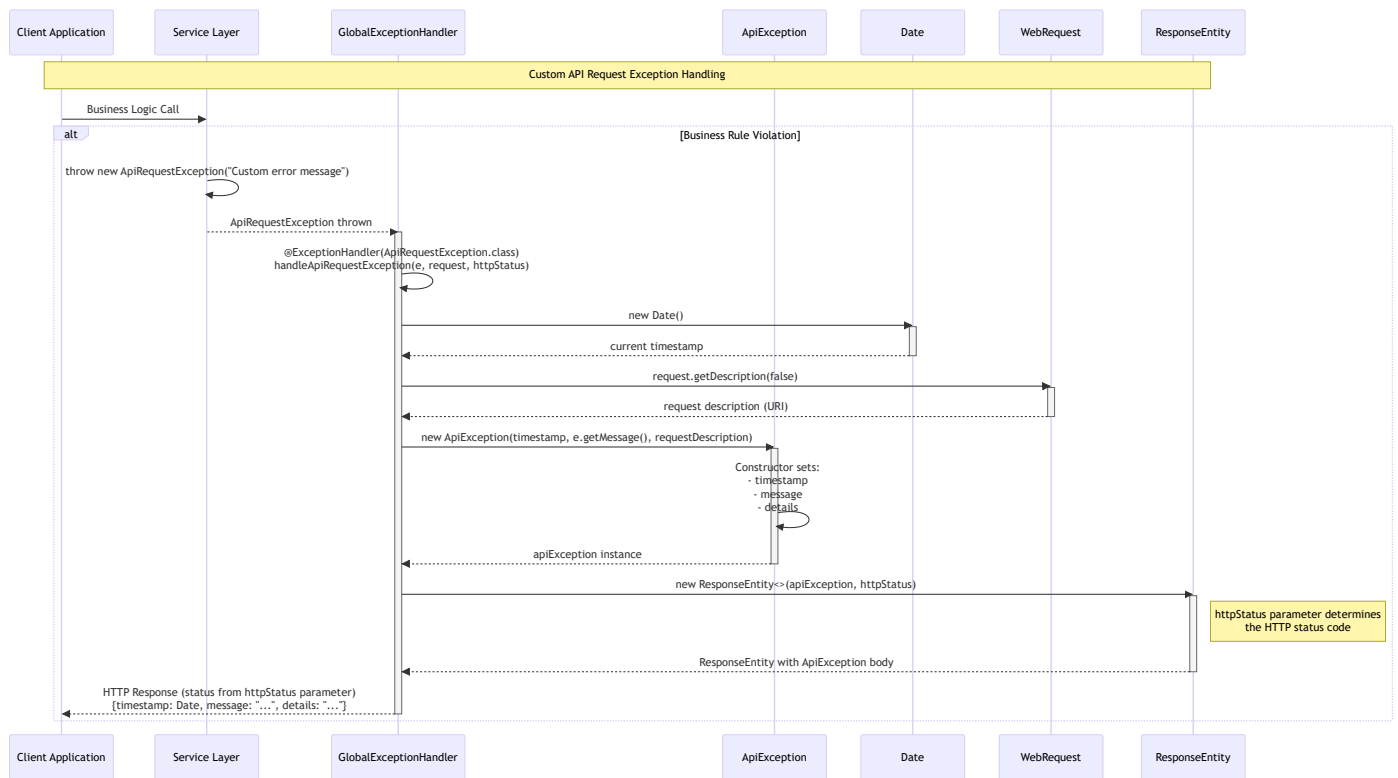 Client Application
Service Layer
GlobalExceptionHandler
ApiException
Date
WebRequest
ResponseEntity
Custom API Request Exception Handling
Business Logic Call
alt
[Business Rule Violation]
throw new ApiRequestException("Custom error message")
ApiRequestException thrown
@ExceptionHandler(ApiRequestException.class)
handleApiRequestException(e, request, httpStatus)
new Date()
current timestamp
request.getDescription(false)
request description (URI)
new ApiException(timestamp, e.getMessage(), requestDescription)
Constructor sets:
- timestamp
- message
- details
apiException instance
new ResponseEntity<>(apiException, httpStatus)
httpStatus parameter determines
the HTTP status code
ResponseEntity with ApiException body
HTTP Response (status from httpStatus parameter)
{timestamp: Date, message: "...", details: "..."}
Client Application
Service Layer
GlobalExceptionHandler
ApiException
Date
WebRequest
ResponseEntity